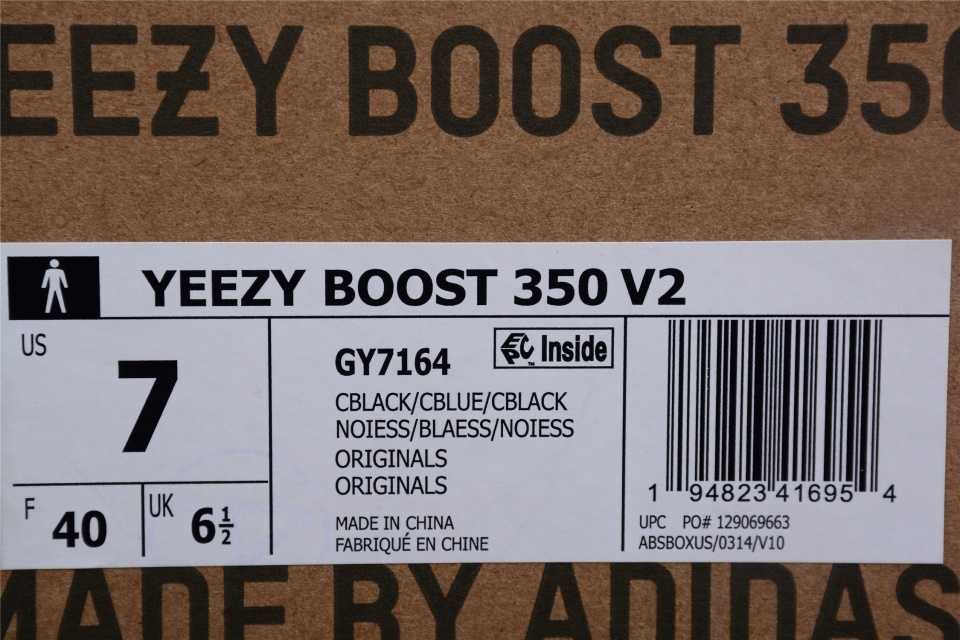 EEZY BOOST 350
YEEZY BOOST 350 V2
US
7
F 40
UK 6½
GY7164
EPC™ Inside
CBLACK/CBLUE/CBLACK
NOIESS/BLAESS/NOIESS
ORIGINALS
ORIGINALS
MADE IN CHINA
FABRIQUÉ EN CHINE
1 94823 41695 4
UPC PO# 129069663
ABSBOXUS/0314/V10
MADE BY ADIDAS